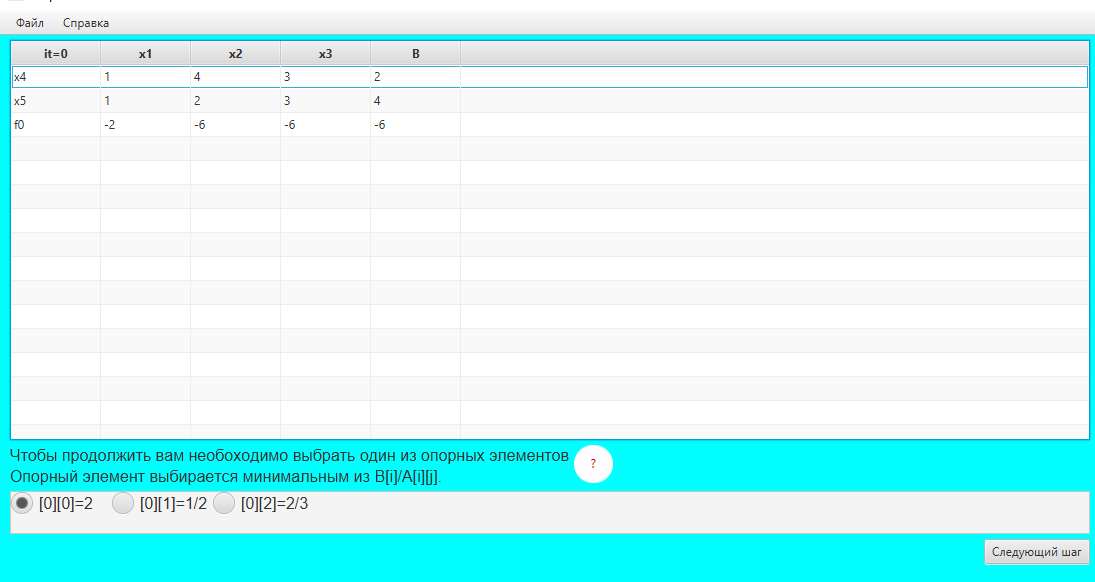 Файл Справка
it=0 x1 x2 x3 B
x4 1 4 3 2
x5 1 2 3 4
f0 -2 -6 -6 -6
Чтобы продолжить вам необоходимо выбрать один из опорных элементов ?
Опорный элемент выбирается минимальным из B[i]/A[i][j].
[0][0]=2 [0][1]=1/2 [0][2]=2/3
Следующий шаг